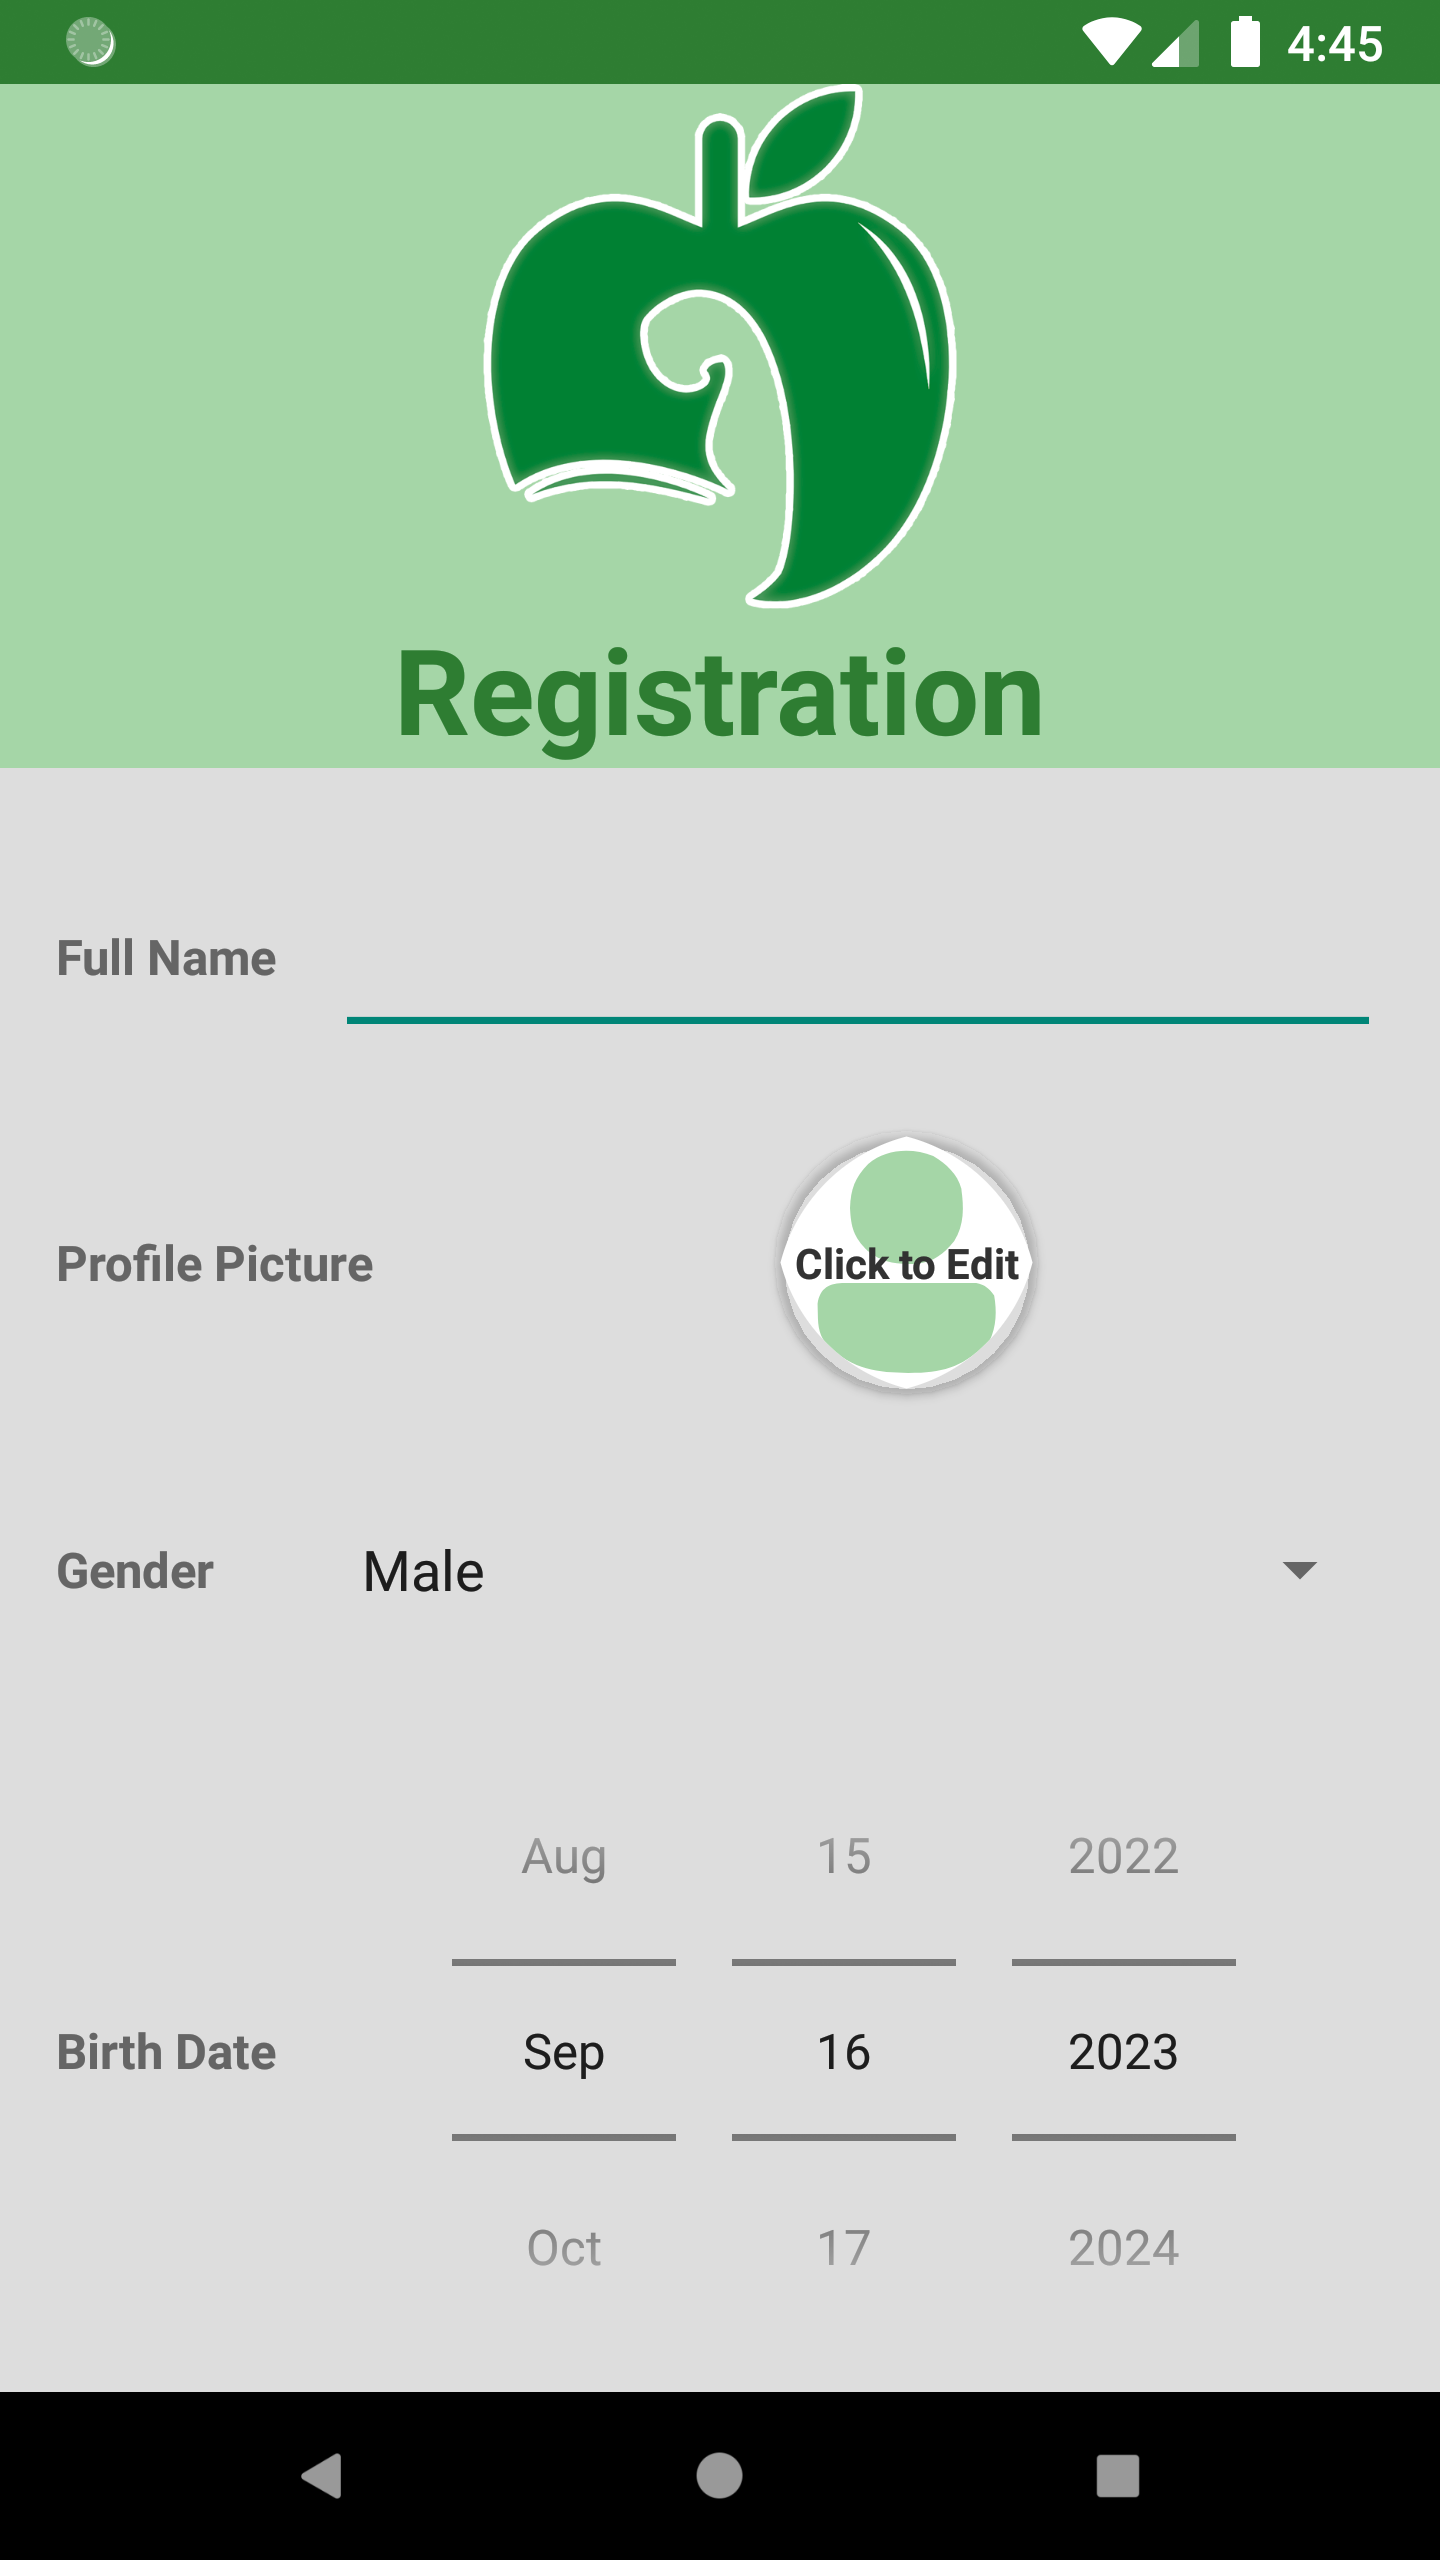 4:45
Registration
Full Name
Profile Picture
Click to Edit
Gender Male
Aug 15 2022
Birth Date Sep 16 2023
Oct 17 2024